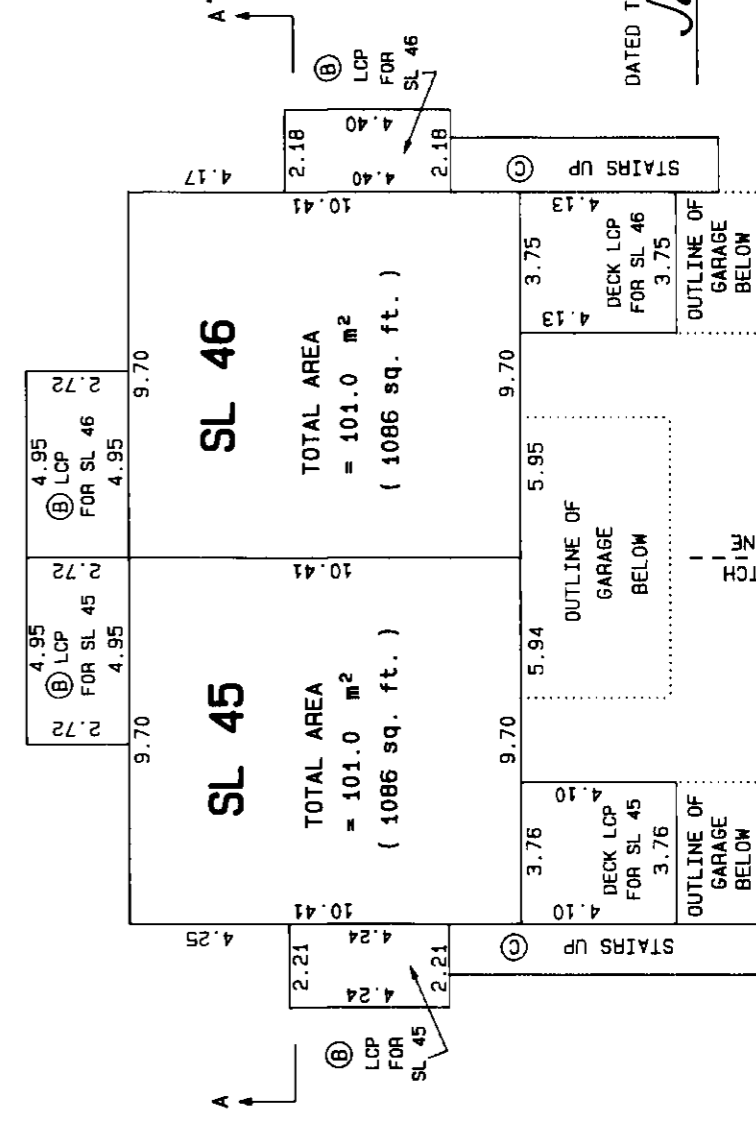 A
DATED T
Ⓑ
LCP
FOR
SL 46
4.95
Ⓑ LCP
FOR SL 45
4.95
2.72
2.72
4.95
Ⓑ LCP
FOR SL 46
4.95
2.72
9.70
9.70
4.17
2.18
4.40
4.40
2.18
4.25
10.41
10.41
10.41
SL 45
TOTAL AREA
= 101.0 m²
( 1086 sq. ft. )
SL 46
TOTAL AREA
= 101.0 m²
( 1086 sq. ft. )
2.21
4.24
4.24
2.21
A
Ⓑ
LCP
FOR
SL 45
9.70
9.70
Ⓒ
STAIRS UP
3.76
4.10
4.10
DECK LCP
FOR SL 45
3.76
5.94
5.95
OUTLINE OF
GARAGE
BELOW
3.75
4.13
4.13
DECK LCP
FOR SL 46
3.75
Ⓒ
STAIRS UP
OUTLINE OF
GARAGE
BELOW
OUTLINE OF
GARAGE
BELOW